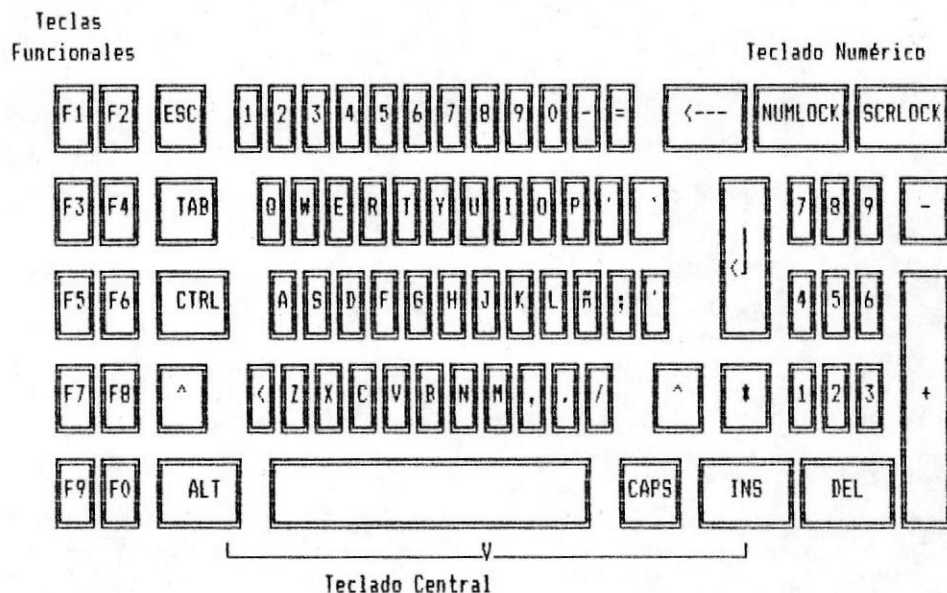 Teclas
Funcionales Teclado Numérico
F1 F2 ESC 1 2 3 4 5 6 7 8 9 0 - = <--- NUMLOCK SCRLOCK
F3 F4 TAB Q W E R T Y U I O P ' ` 7 8 9 -
<┘
F5 F6 CTRL A S D F G H J K L ñ ; ' 4 5 6
F7 F8 ^ < Z X C V B N M , . / ^ * 1 2 3 +
F9 F0 ALT CAPS INS DEL
V
Teclado Central